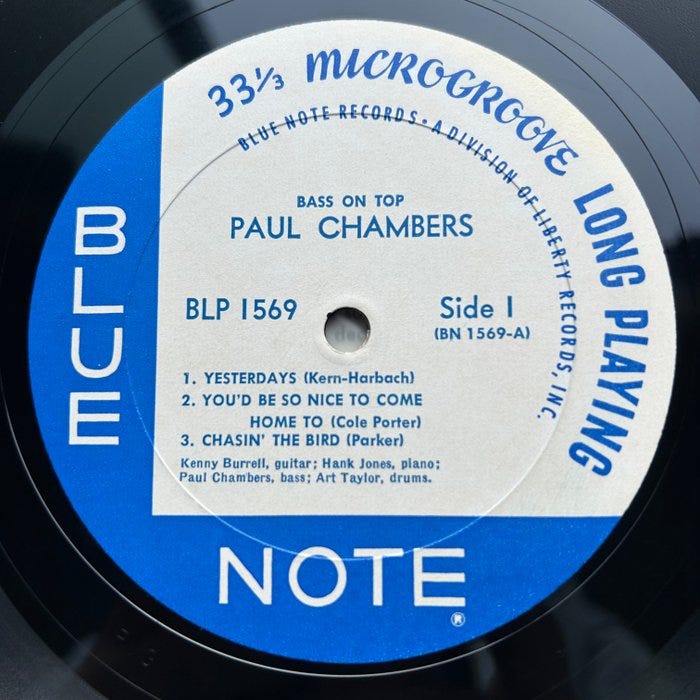 33⅓ MICROGROOVE LONG PLAYING
BLUE NOTE RECORDS • A DIVISION OF LIBERTY RECORDS, INC.
BASS ON TOP
PAUL CHAMBERS
BLP 1569
Side 1
(BN 1569-A)
1. YESTERDAYS (Kern-Harbach)
2. YOU'D BE SO NICE TO COME
HOME TO (Cole Porter)
3. CHASIN' THE BIRD (Parker)
Kenny Burrell, guitar; Hank Jones, piano;
Paul Chambers, bass; Art Taylor, drums.
BLUE
NOTE
®